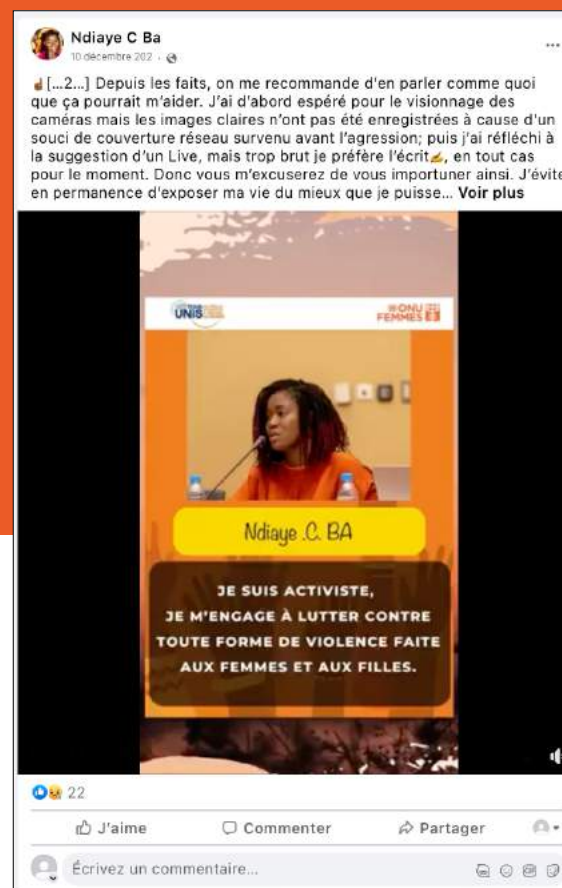 Ndiaye C Ba
10 décembre 202 ·
[...2...] Depuis les faits, on me recommande d'en parler comme quoi
que ça pourrait m'aider. J'ai d'abord espéré pour le visionnage des
caméras mais les images claires n'ont pas été enregistrées à cause d'un
souci de couverture réseau survenu avant l'agression; puis j'ai réfléchi à
la suggestion d'un Live, mais trop brut je préfère l'écrit✍, en tout cas
pour le moment. Donc vous m'excuserez de vous importuner ainsi. J'évite
en permanence d'exposer ma vie du mieux que je puisse... Voir plus
UNiS
ONU
FEMMES
Ndiaye .C. BA
JE SUIS ACTIVISTE,
JE M'ENGAGE À LUTTER CONTRE
TOUTE FORME DE VIOLENCE FAITE
AUX FEMMES ET AUX FILLES.
22
J'aime
Commenter
Partager
Écrivez un commentaire...